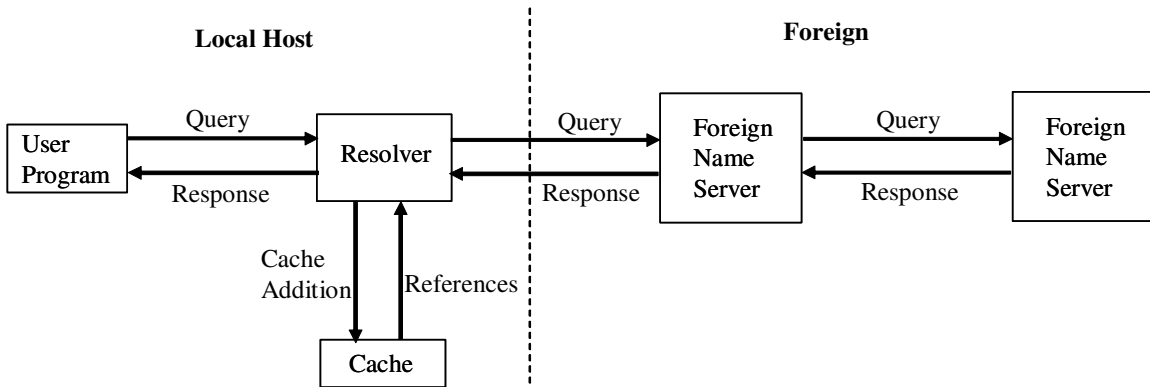 Local Host
Foreign
User
Program
Query
Response
Resolver
Query
Response
Foreign
Name
Server
Query
Response
Foreign
Name
Server
Cache
Addition
References
Cache